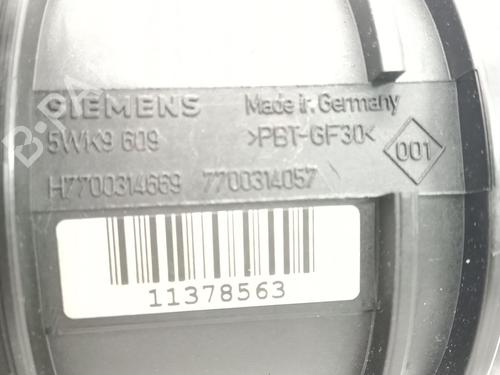 SIEMENS Made in Germany
5WK9 609 >PBT-GF30< 001
H7700314669 7700314057
11378563